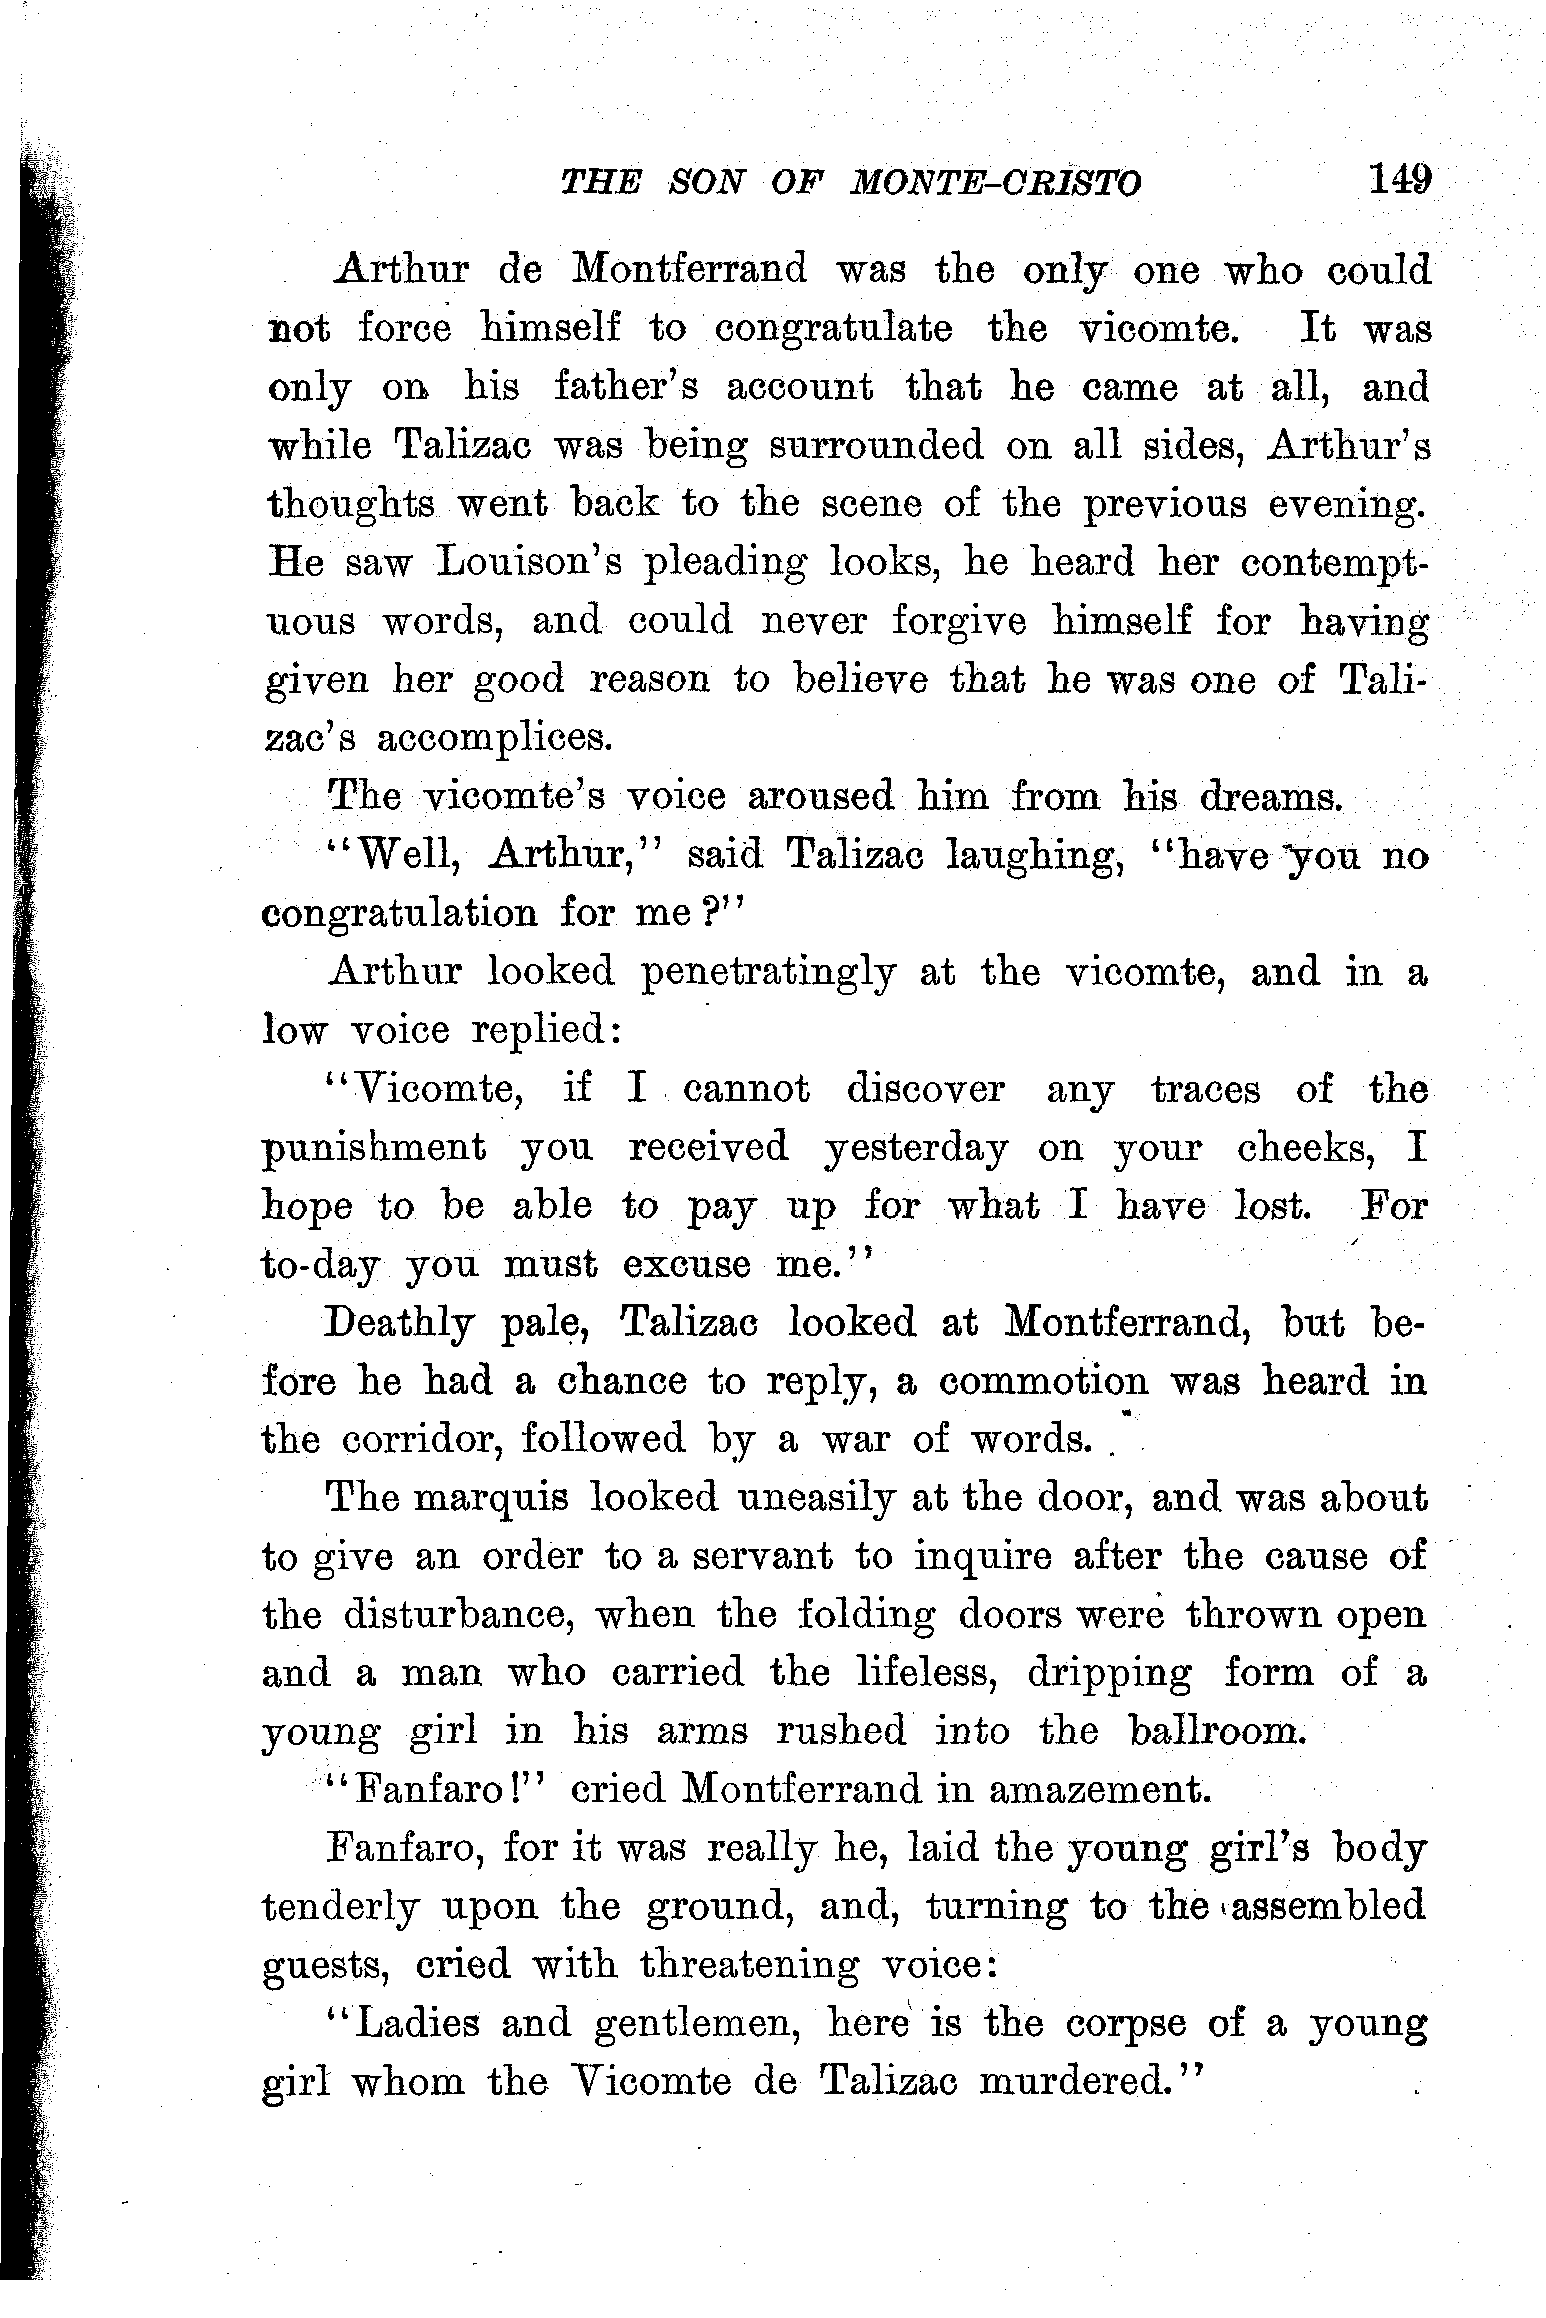 THE SON OF MONTE-CRISTO 149
Arthur de Montferrand was the only one who could
not force himself to congratulate the vicomte. It was
only on his father's account that he came at all, and
while Talizac was being surrounded on all sides, Arthur's
thoughts went back to the scene of the previous evening.
He saw Louison's pleading looks, he heard her contempt-
uous words, and could never forgive himself for having
given her good reason to believe that he was one of Tali-
zac's accomplices.
The vicomte's voice aroused him from his dreams.
"Well, Arthur," said Talizac laughing, "have you no
congratulation for me?"
Arthur looked penetratingly at the vicomte, and in a
low voice replied:
"Vicomte, if I cannot discover any traces of the
punishment you received yesterday on your cheeks, I
hope to be able to pay up for what I have lost. For
to-day you must excuse me."
Deathly pale, Talizac looked at Montferrand, but be-
fore he had a chance to reply, a commotion was heard in
the corridor, followed by a war of words.
The marquis looked uneasily at the door, and was about
to give an order to a servant to inquire after the cause of
the disturbance, when the folding doors were thrown open
and a man who carried the lifeless, dripping form of a
young girl in his arms rushed into the ballroom.
"Fanfaro!" cried Montferrand in amazement.
Fanfaro, for it was really he, laid the young girl's body
tenderly upon the ground, and, turning to the assembled
guests, cried with threatening voice:
"Ladies and gentlemen, here is the corpse of a young
girl whom the Vicomte de Talizac murdered."